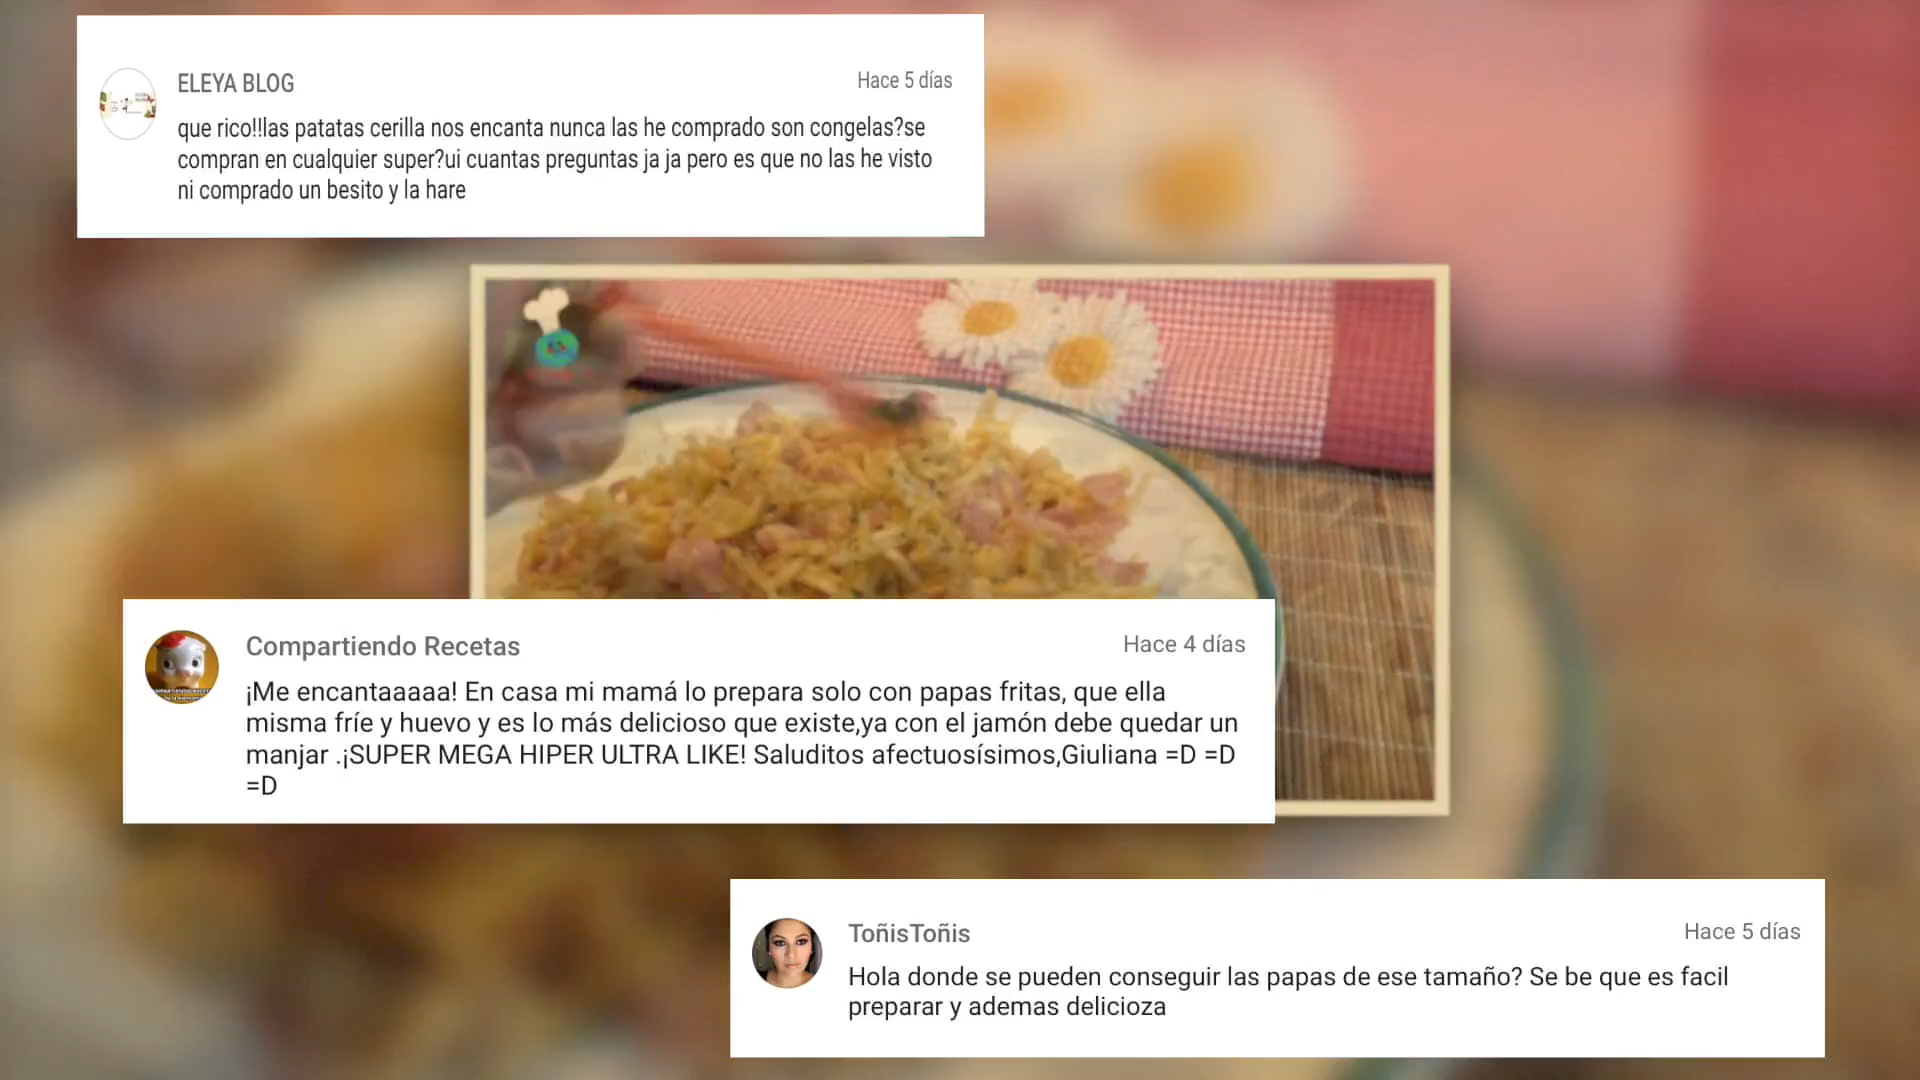 ELEYA BLOG
Hace 5 días
que rico!!las patatas cerilla nos encanta nunca las he comprado son congelas?se
compran en cualquier super?ui cuantas preguntas ja ja pero es que no las he visto
ni comprado un besito y la hare
Compartiendo Recetas
Hace 4 días
¡Me encantaaaaa! En casa mi mamá lo prepara solo con papas fritas, que ella
misma fríe y huevo y es lo más delicioso que existe,ya con el jamón debe quedar un
manjar .¡SUPER MEGA HIPER ULTRA LIKE! Saluditos afectuosísimos,Giuliana =D =D
=D
ToñisToñis
Hace 5 días
Hola donde se pueden conseguir las papas de ese tamaño? Se be que es facil
preparar y ademas delicioza